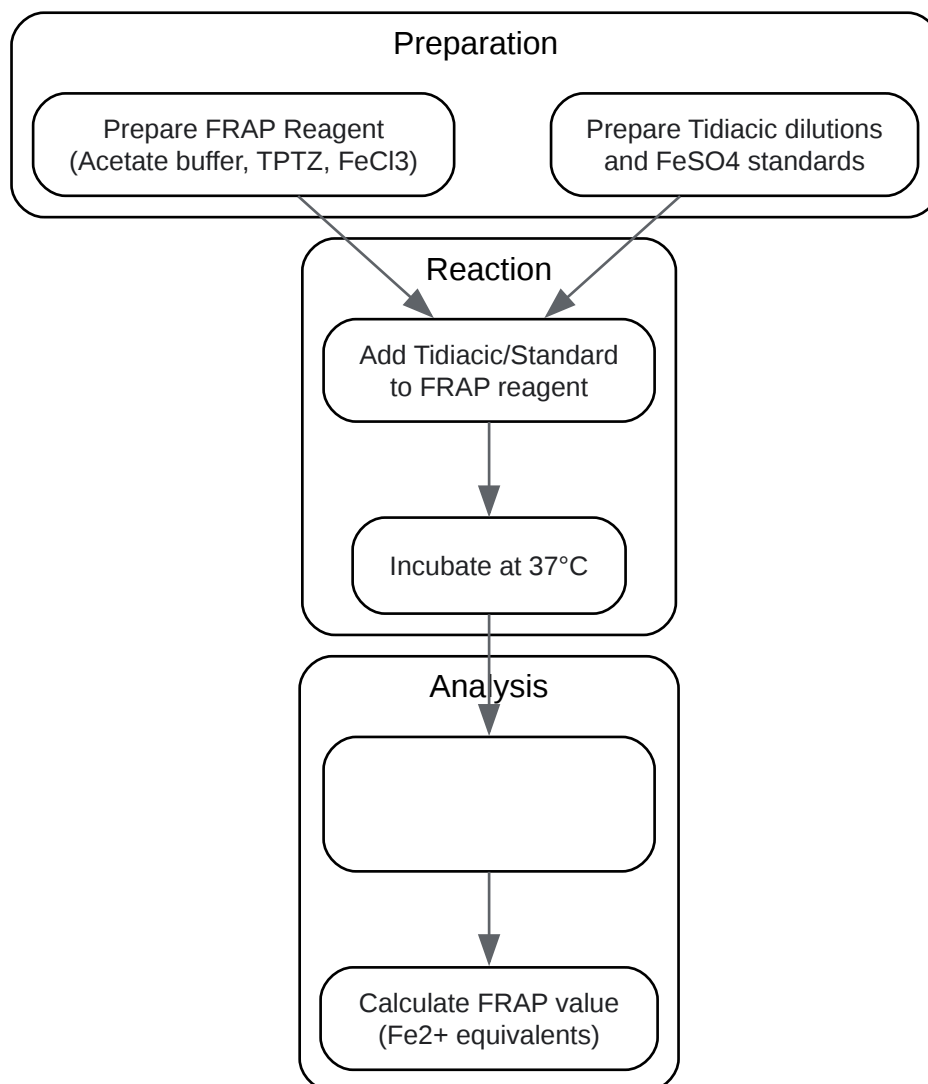 Preparation
Prepare FRAP Reagent
(Acetate buffer, TPTZ, FeCl3)
Prepare Tidiacic dilutions
and FeSO4 standards
Reaction
Add Tidiacic/Standard
to FRAP reagent
Incubate at 37°C
Analysis
Calculate FRAP value
(Fe2+ equivalents)